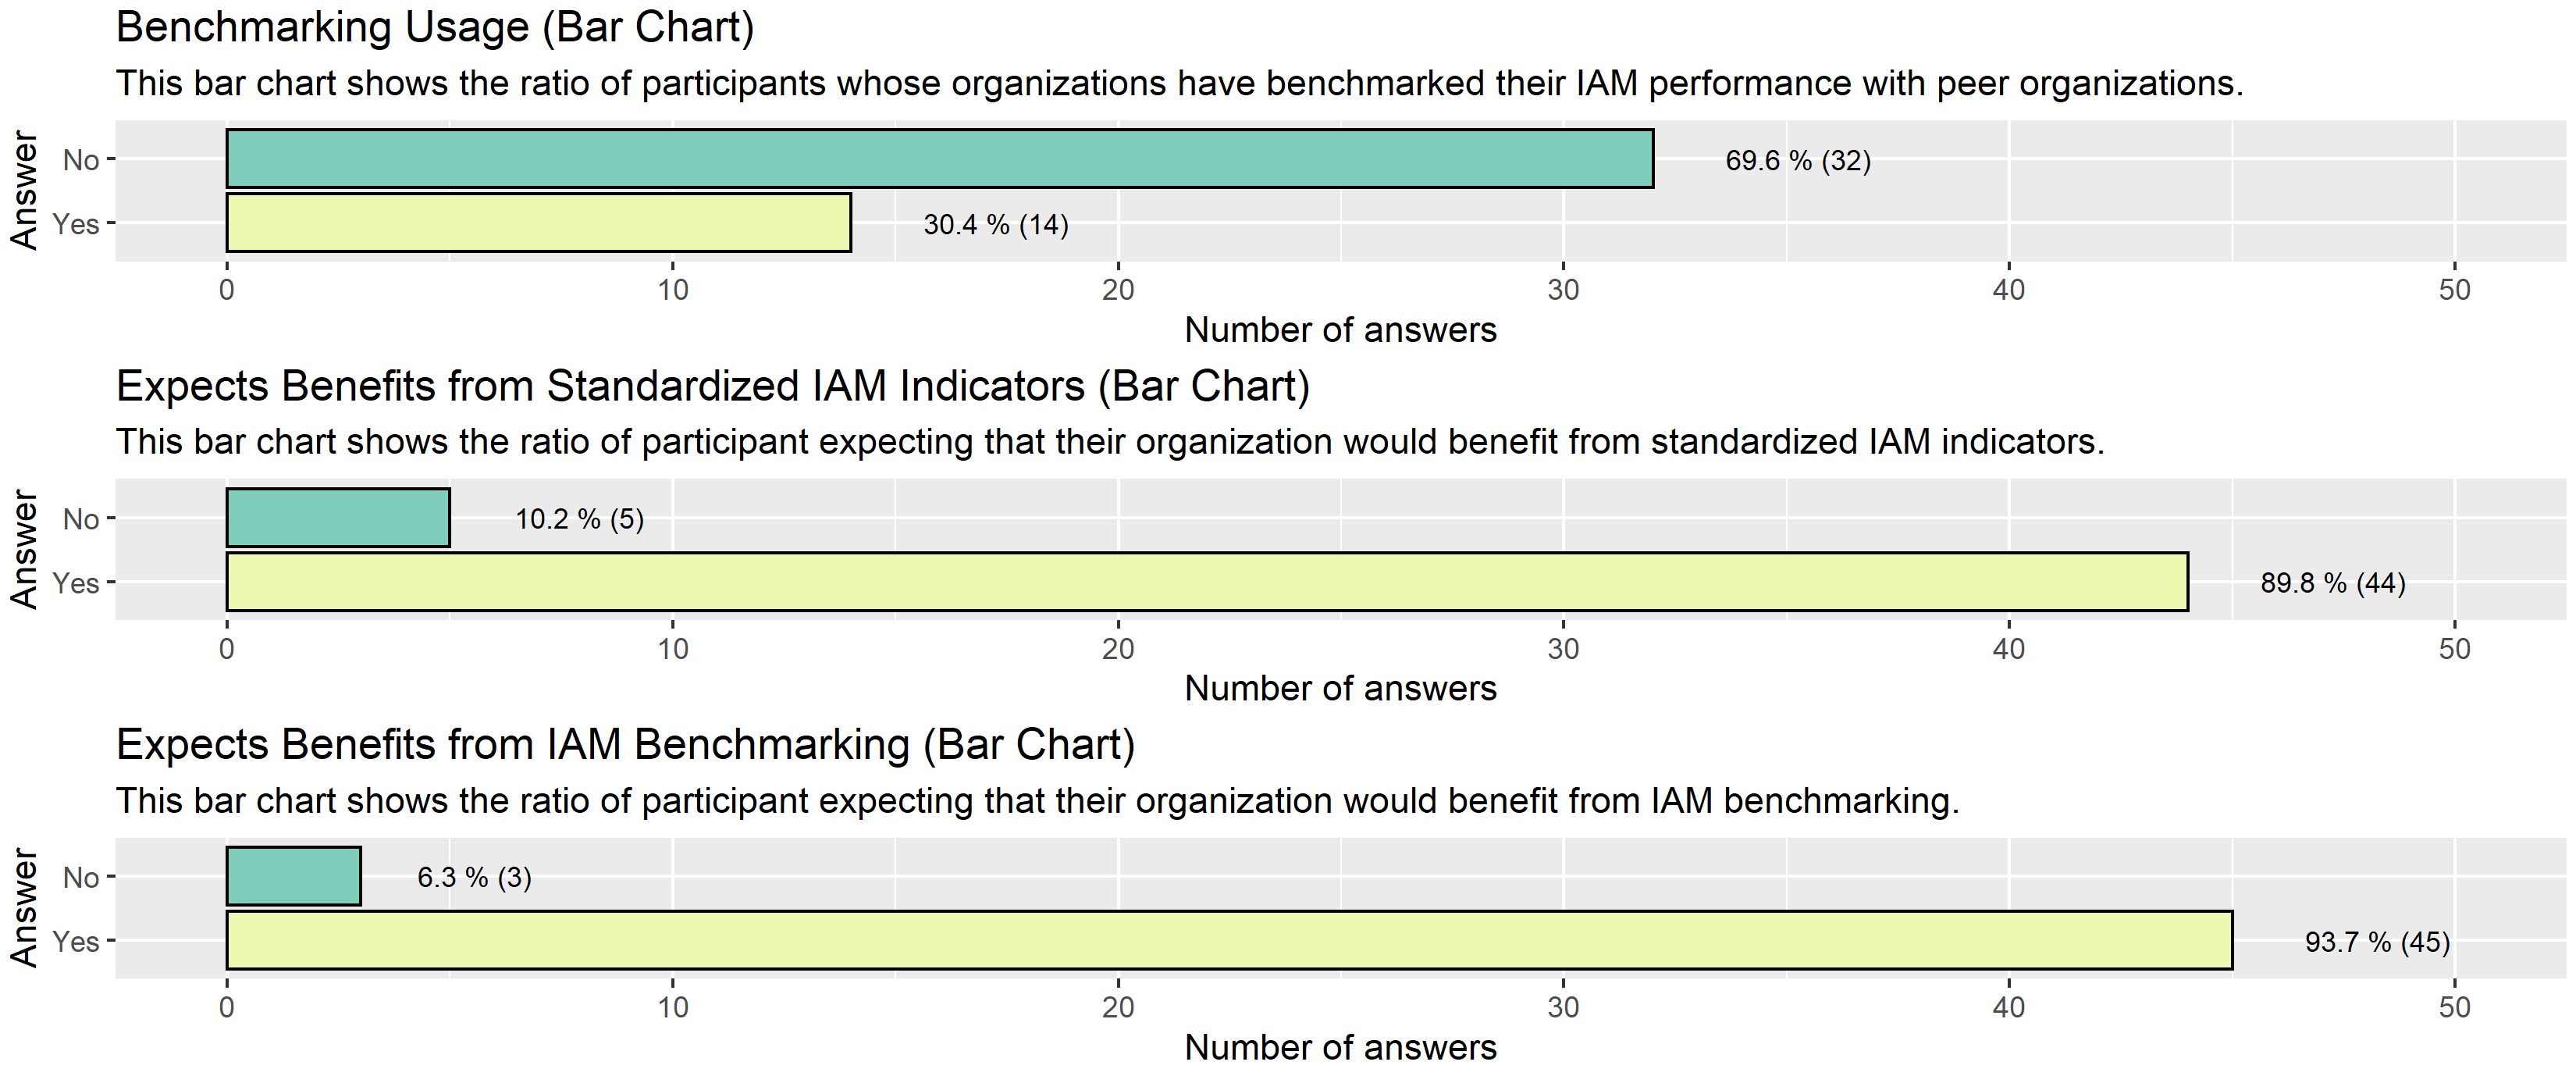 Benchmarking Usage (Bar Chart)
This bar chart shows the ratio of participants whose organizations have benchmarked their IAM performance with peer organizations.
Answer
No
69.6 % (32)
Yes
30.4 % (14)
0 10 20 30 40 50
Number of answers
Expects Benefits from Standardized IAM Indicators (Bar Chart)
This bar chart shows the ratio of participant expecting that their organization would benefit from standardized IAM indicators.
Answer
No
10.2 % (5)
Yes
89.8 % (44)
0 10 20 30 40 50
Number of answers
Expects Benefits from IAM Benchmarking (Bar Chart)
This bar chart shows the ratio of participant expecting that their organization would benefit from IAM benchmarking.
Answer
No
6.3 % (3)
Yes
93.7 % (45)
0 10 20 30 40 50
Number of answers